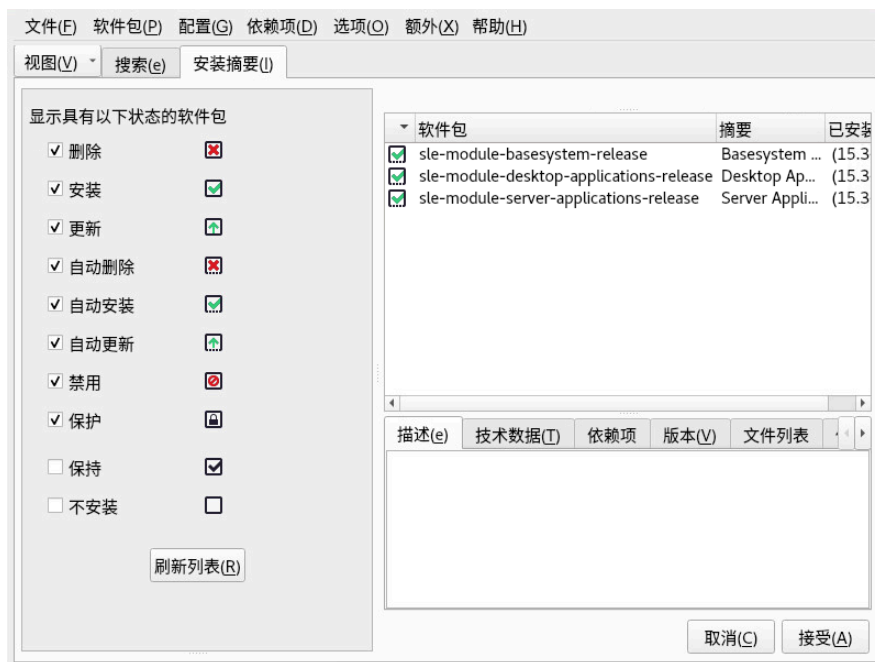 文件(F) 软件包(P) 配置(G) 依赖项(D) 选项(O) 额外(X) 帮助(H)
视图(V) 搜索(e) 安装摘要(I)
显示具有以下状态的软件包
删除
安装
更新
自动删除
自动安装
自动更新
禁用
保护
保持
不安装
刷新列表(R)
软件包 摘要 已安装
sle-module-basesystem-release Basesystem ... (15.3
sle-module-desktop-applications-release Desktop Ap... (15.3
sle-module-server-applications-release Server Appli... (15.3
描述(e) 技术数据(T) 依赖项 版本(V) 文件列表
取消(C) 接受(A)